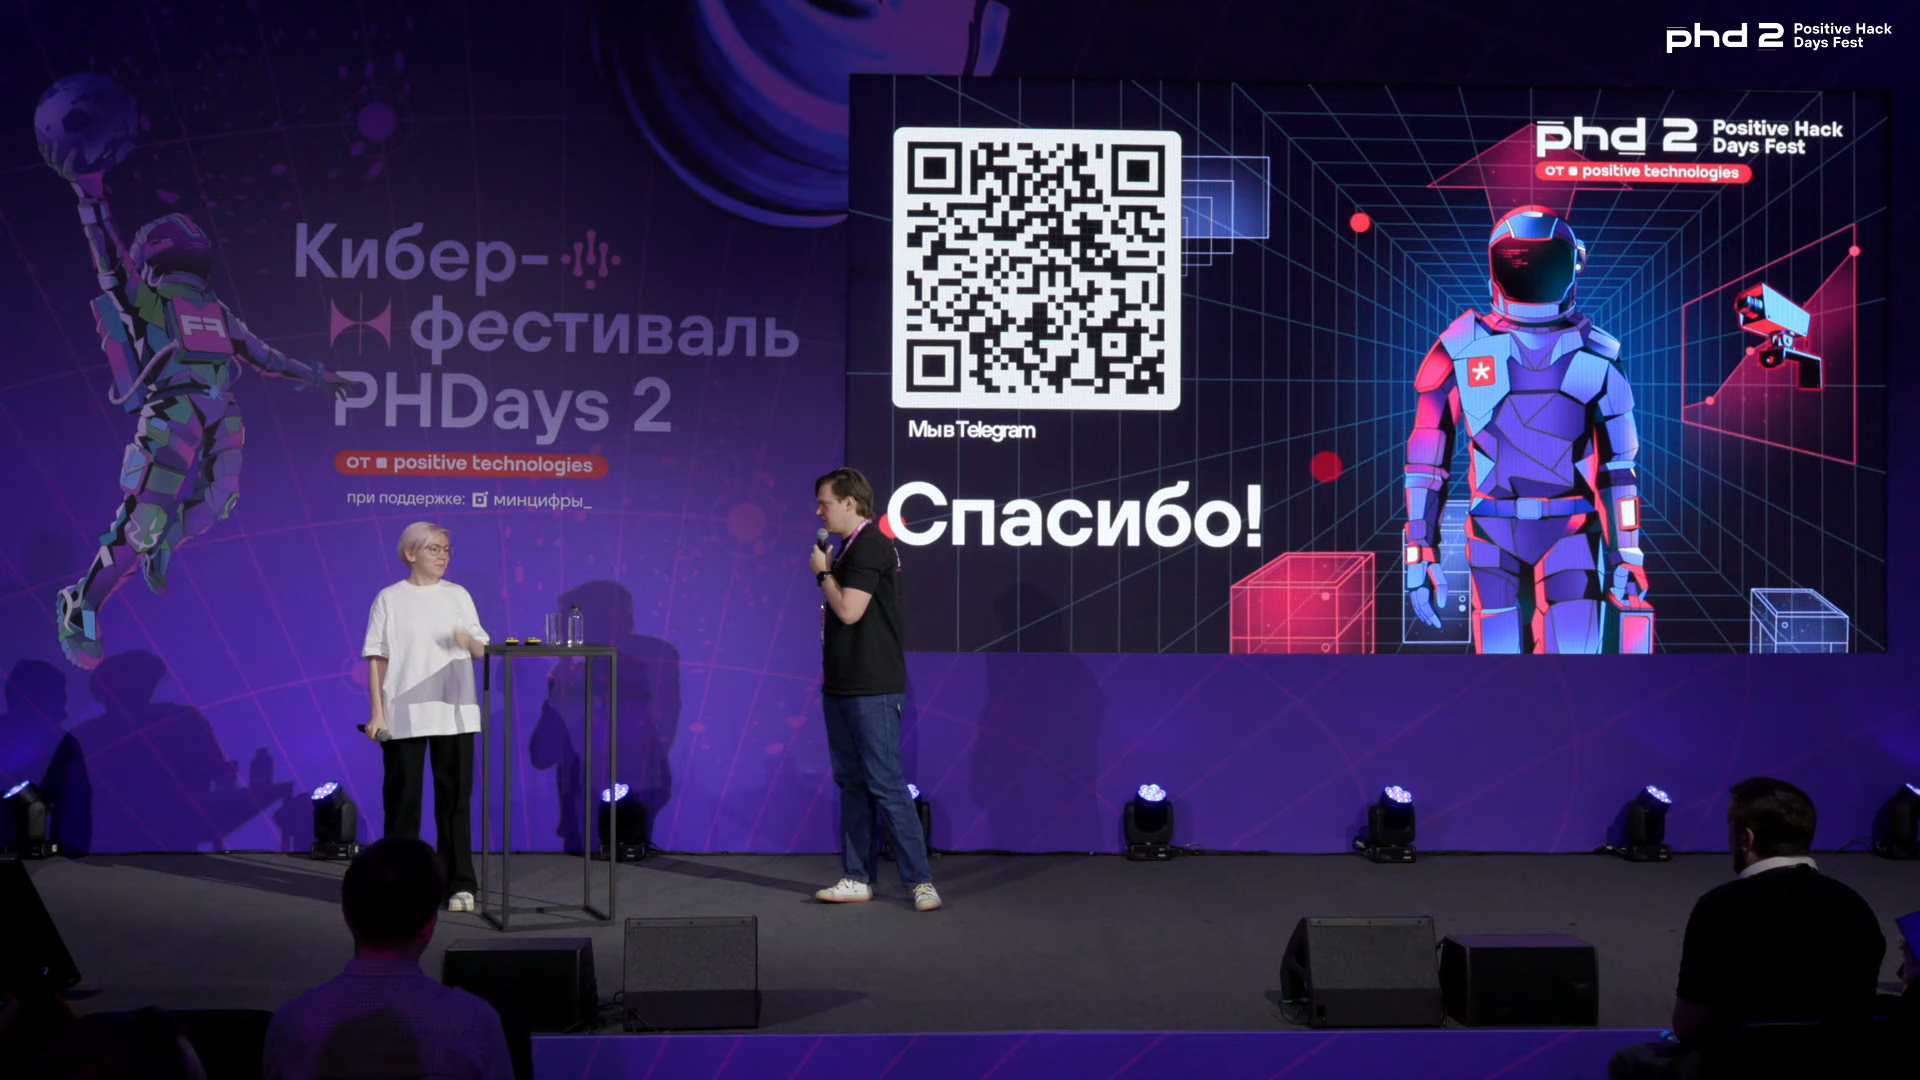 phd 2 Positive Hack
Days Fest
phd 2 Positive Hack
Days Fest
от positive technologies
Мы в Telegram
Спасибо!
Кибер-
фестиваль
PHDays 2
от positive technologies
при поддержке: минцифры_